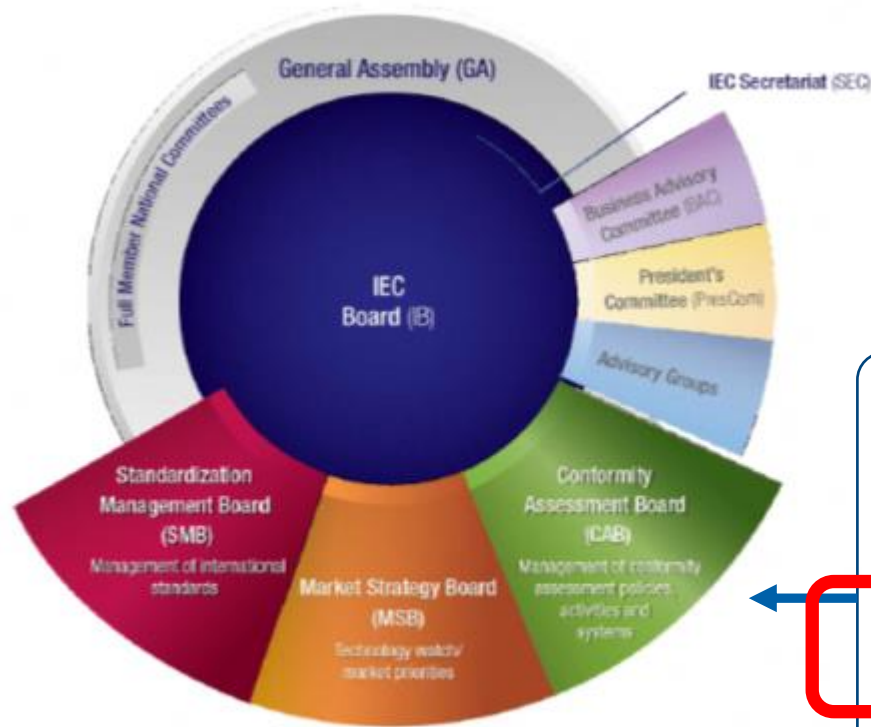 General Assembly (GA)
Full Member National Committees
IEC Secretariat (SEC)
Business Advisory
Committee (BAC)
President's
Committee (PresCom)
Advisory Groups
IEC
Board (IB)
Standardization
Management Board
(SMB)
Management of international
standards
Market Strategy Board
(MSB)
Technology watch/
market priorities
Conformity
Assessment Board
(CAB)
Management of conformity
assessment policies,
activities and
systems